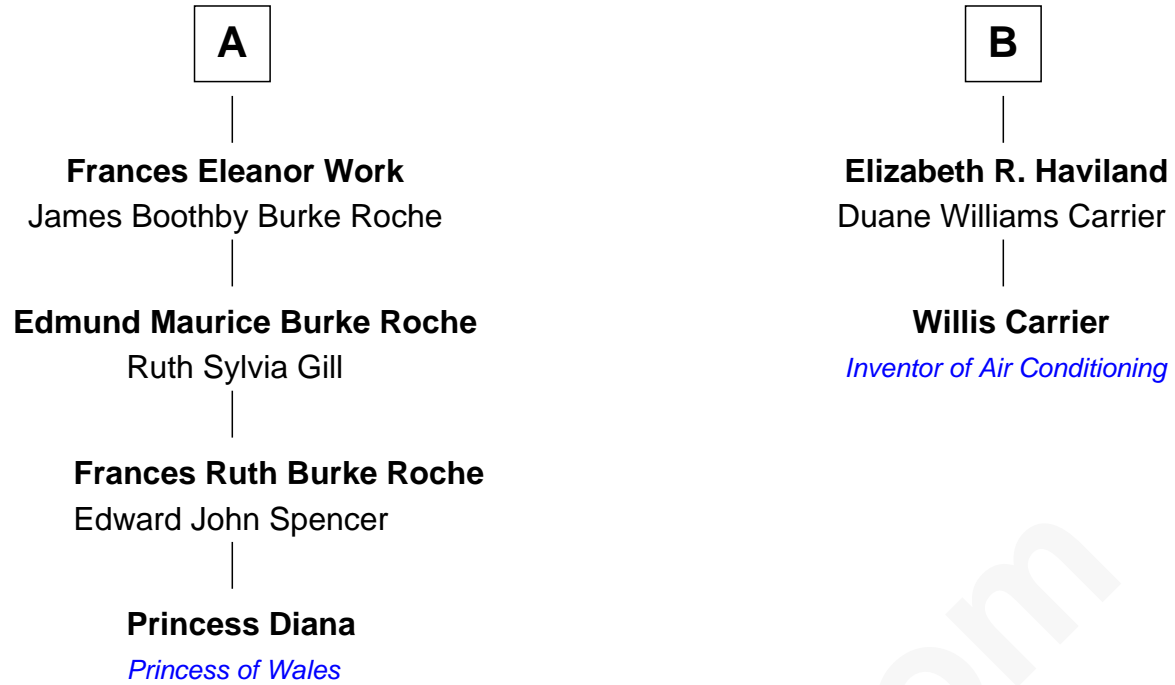 A
Frances Eleanor Work
James Boothby Burke Roche
Edmund Maurice Burke Roche
Ruth Sylvia Gill
Frances Ruth Burke Roche
Edward John Spencer
Princess Diana
Princess of Wales
B
Elizabeth R. Haviland
Duane Williams Carrier
Willis Carrier
Inventor of Air Conditioning
om